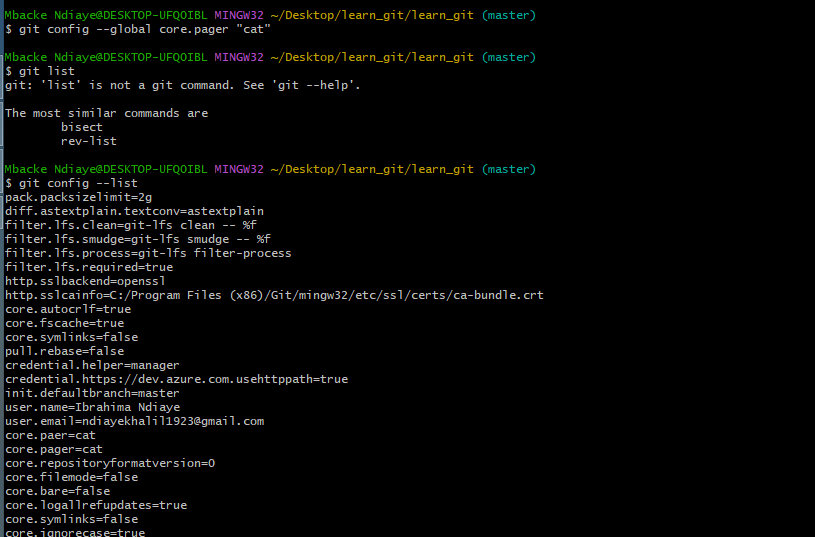 Mbacke Ndiaye@DESKTOP-UFQOIBL MINGW32 ~/Desktop/learn_git/learn_git (master)
$ git config --global core.pager "cat"
Mbacke Ndiaye@DESKTOP-UFQOIBL MINGW32 ~/Desktop/learn_git/learn_git (master)
$ git list
git: 'list' is not a git command. See 'git --help'.
The most similar commands are
bisect
rev-list
Mbacke Ndiaye@DESKTOP-UFQOIBL MINGW32 ~/Desktop/learn_git/learn_git (master)
$ git config --list
pack.packsizelimit=2g
diff.astextplain.textconv=astextplain
filter.lfs.clean=git-lfs clean -- %f
filter.lfs.smudge=git-lfs smudge -- %f
filter.lfs.process=git-lfs filter-process
filter.lfs.required=true
http.sslbackend=openssl
http.sslcainfo=C:/Program Files (x86)/Git/mingw32/etc/ssl/certs/ca-bundle.crt
core.autocrlf=true
core.fscache=true
core.symlinks=false
pull.rebase=false
credential.helper=manager
credential.https://dev.azure.com.usehttppath=true
init.defaultbranch=master
user.name=Ibrahima Ndiaye
user.email=ndiayekhalil1923@gmail.com
core.paer=cat
core.pager=cat
core.repositoryformatversion=0
core.filemode=false
core.bare=false
core.logallrefupdates=true
core.symlinks=false
core.ignorecase=true